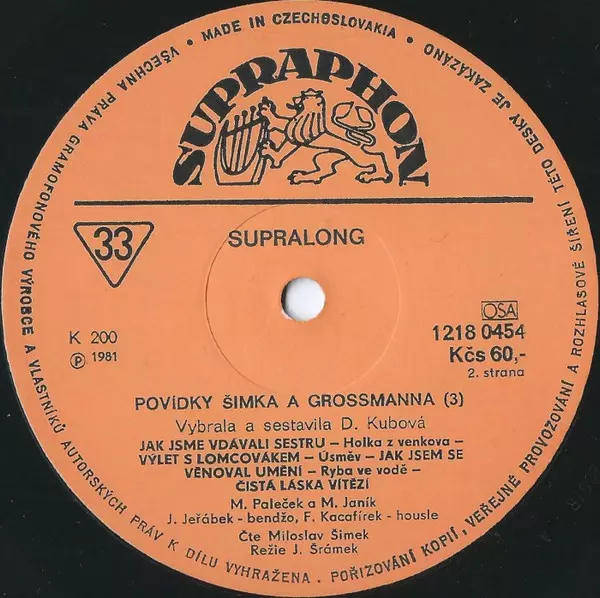 VŠECHNA PRÁVA GRAMOFONOVÉHO VÝROBCE A VLASTNÍKŮ AUTORSKÝCH PRÁV K DÍLU VYHRAŽENA. POŘIZOVÁNÍ KOPIÍ, VEŘEJNÉ PROVOZOVÁNÍ A ROZHLASOVÉ ŠÍŘENÍ TÉTO DESKY JE ZAKÁZÁNO • MADE IN CZECHOSLOVAKIA •
SUPRAPHON
33
SUPRALONG
K 200
Ⓟ 1981
OSA
1218 0454
Kčs 60,-
2. strana
POVÍDKY ŠIMKA A GROSSMANNA (3)
Vybrala a sestavila D. Kubová
JAK JSME VDÁVALI SESTRU – Holka z venkova –
VÝLET S LOMCOVÁKEM – Úsměv – JAK JSEM SE
VĚNOVAL UMĚNÍ – Ryba ve vodě –
ČISTÁ LÁSKA VÍTĚZÍ
M. Paleček a M. Janík
J. Jeřábek - bendžo, F. Kacafírek - housle
Čte Miloslav Šimek
Režie J. Šrámek